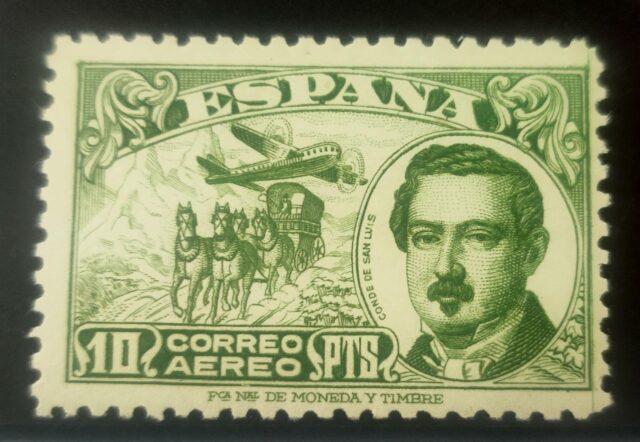 ESPAÑA
CONDE DE SAN LUIS
10 CORREO AEREO PTS
Fca Nal DE MONEDA Y TIMBRE